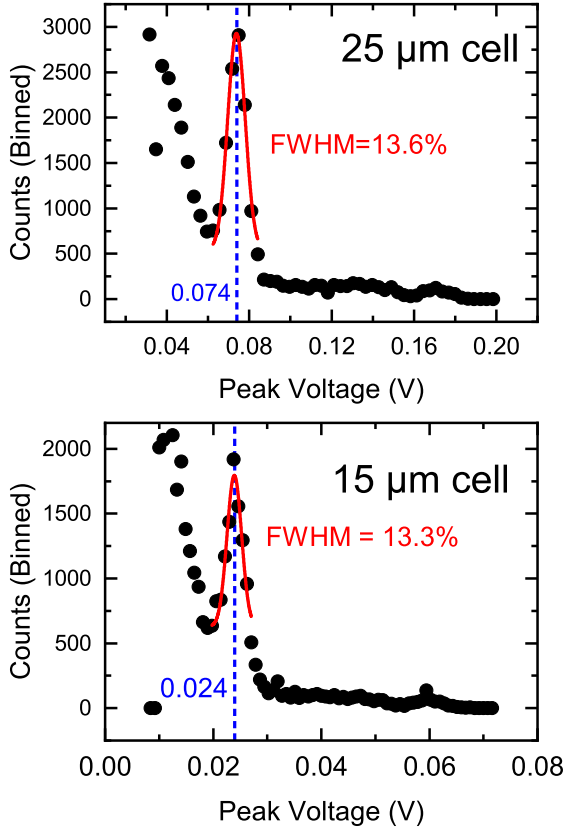 3000
2500
2000
1500
1000
500
0
Counts (Binned)
25 µm cell
FWHM=13.6%
0.074
0.04 0.08 0.12 0.16 0.20
Peak Voltage (V)
2000
1500
1000
500
0
Counts (Binned)
15 µm cell
FWHM = 13.3%
0.024
0.00 0.02 0.04 0.06 0.08
Peak Voltage (V)